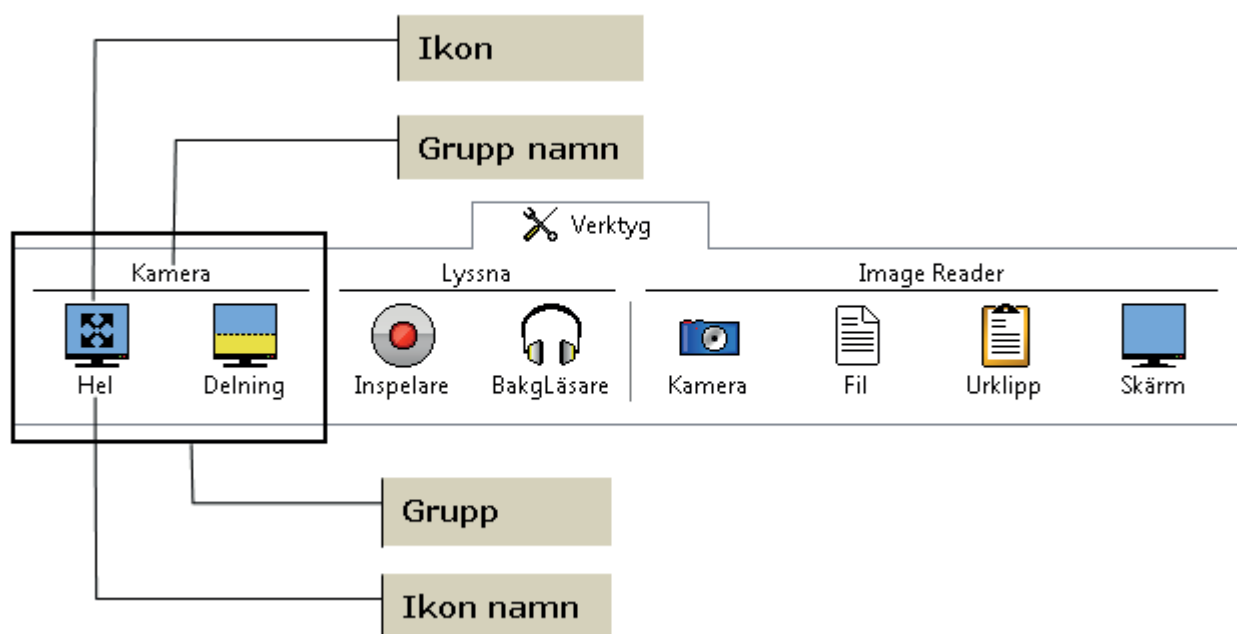 Ikon
Grupp namn
Verktyg
Kamera Lyssna Image Reader
Hel Delning Inspelare BakgLäsare Kamera Fil Urklipp Skärm
Grupp
Ikon namn